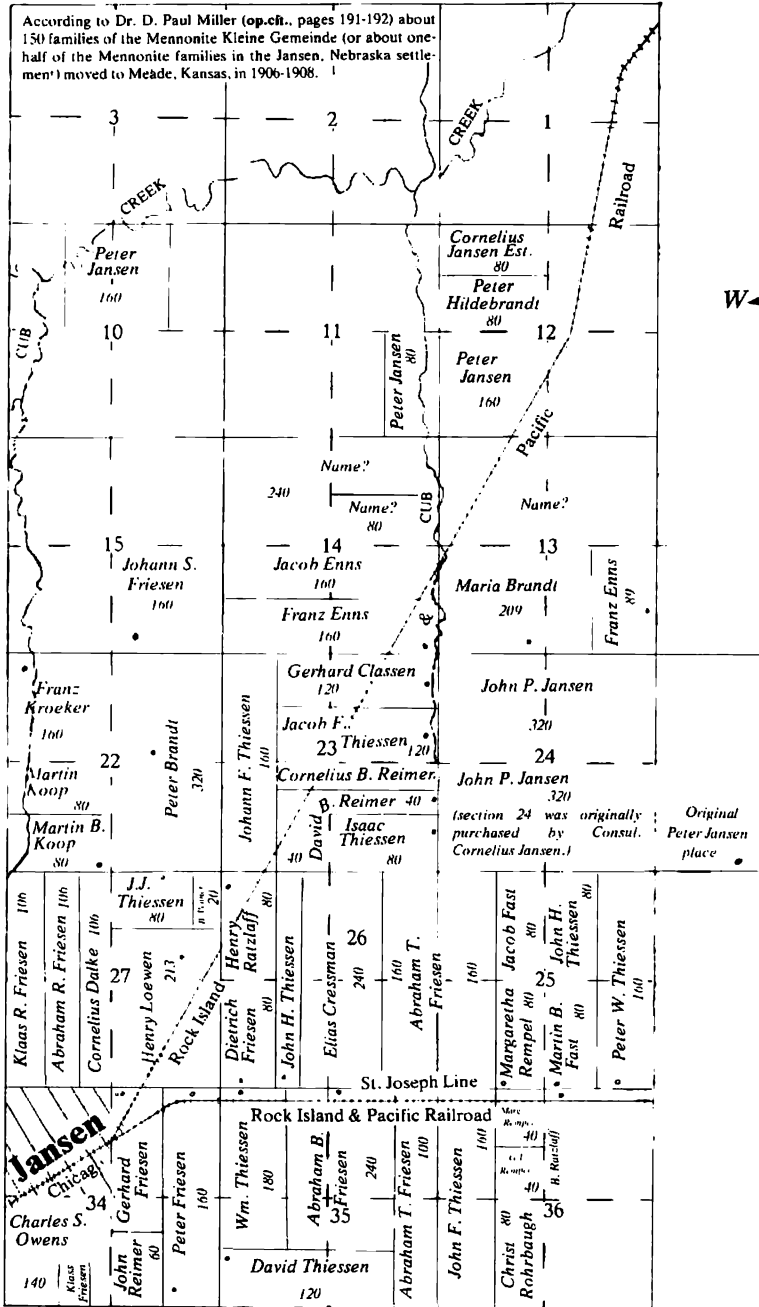 According to Dr. D. Paul Miller (op.cit., pages 191-192) about
150 families of the Mennonite Kleine Gemeinde (or about one-
half of the Mennonite families in the Jansen, Nebraska settle-
ment) moved to Meade, Kansas, in 1906-1908.
3
2
1
CREEK
CREEK
Railroad
Peter
Jansen
160
Cornelius
Jansen Est.
80
Peter
Hildebrandt
80
W
CUB
10
11
12
Peter Jansen
80
Peter
Jansen
160
Pacific
Name?
240
Name?
80
CUB
Name?
15
14
13
Johann S.
Friesen
160
Jacob Enns
160
Franz Enns
160
&
Maria Brandt
209
Franz Enns
89
Franz
Kroeker
160
Gerhard Classen
120
Jacob F.
Thiessen
120
John P. Jansen
320
22
23
24
Peter Brandt
320
Johann F. Thiessen
160
Martin
Koop
80
Martin B.
Koop
80
Cornelius B. Reimer
David B. Reimer 40
40
Isaac
Thiessen
80
John P. Jansen
320
(section 24 was originally
purchased by Consul.
Cornelius Jansen.)
Original
Peter Jansen
place
Klaas R. Friesen 106
Abraham R. Friesen 106
Cornelius Dalke 106
J.J.
Thiessen
80
20
27
Henry Loewen 213
Rock Island
Henry
Ratzlaff
80
Dietrich
Friesen
80
John H. Thiessen
26
Elias Cressman 240
Abraham T.
Friesen
160
160
Jacob Fast 80
Margaretha
Rempel 80
25
John H.
Thiessen
80
Martin B.
Fast 80
Peter W. Thiessen
160
St. Joseph Line
Rock Island & Pacific Railroad
Jansen
Chicag
34
Charles S.
Owens
140
Klass
Friesen
Gerhard
Friesen
John
Reimer
60
Peter Friesen
160
Wm. Thiessen
180
Abraham B.
Friesen
240
35
David Thiessen
120
Abraham T. Friesen
100
John F. Thiessen
160
40
40
B. Ratzlaff
36
Christ 80
Rohrbaugh